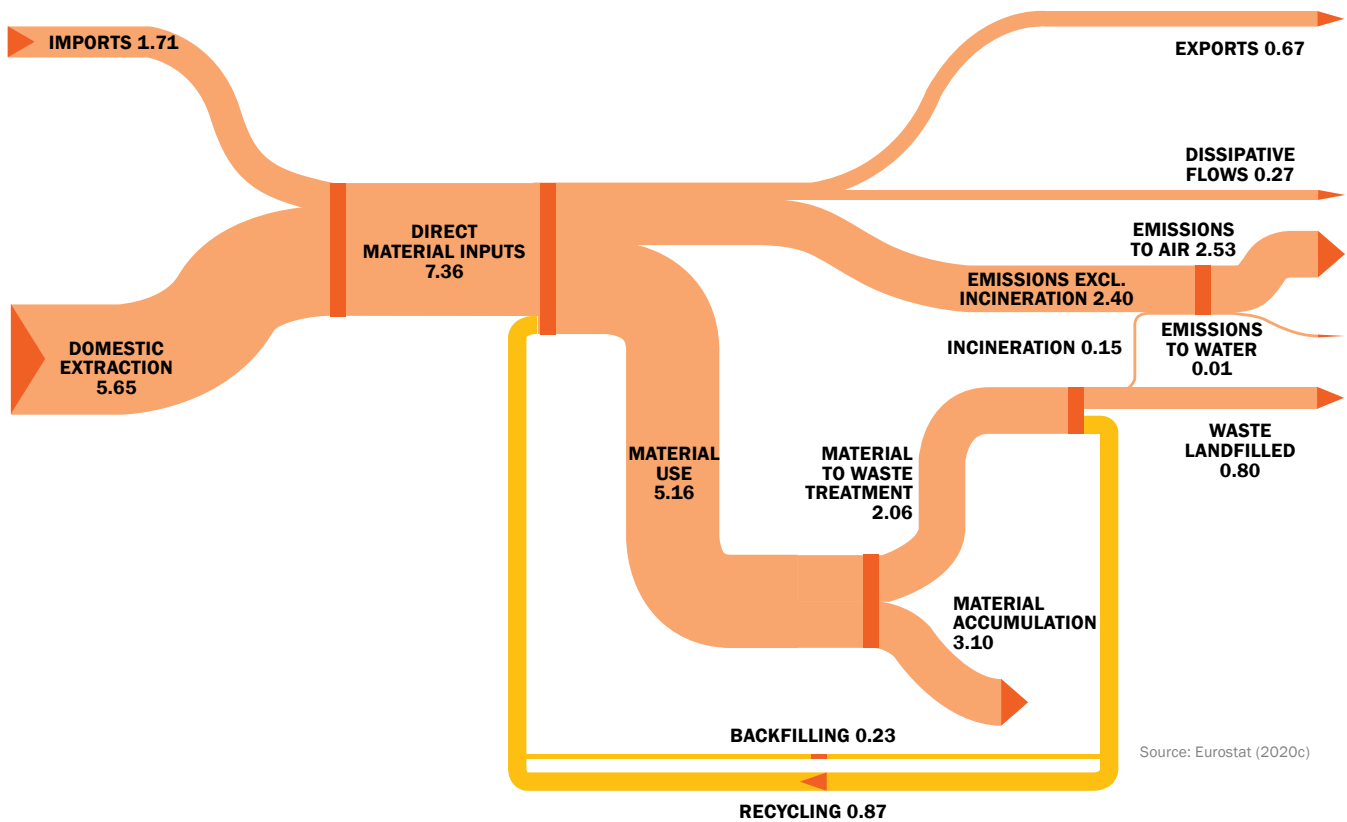 IMPORTS 1.71
EXPORTS 0.67
DISSIPATIVE
FLOWS 0.27
DIRECT
MATERIAL INPUTS
7.36
EMISSIONS
TO AIR 2.53
EMISSIONS EXCL.
INCINERATION 2.40
DOMESTIC
EXTRACTION
5.65
INCINERATION 0.15
EMISSIONS
TO WATER
0.01
MATERIAL
USE
5.16
MATERIAL
TO WASTE
TREATMENT
2.06
WASTE
LANDFILLED
0.80
MATERIAL
ACCUMULATION
3.10
BACKFILLING 0.23
Source: Eurostat (2020c)
RECYCLING 0.87